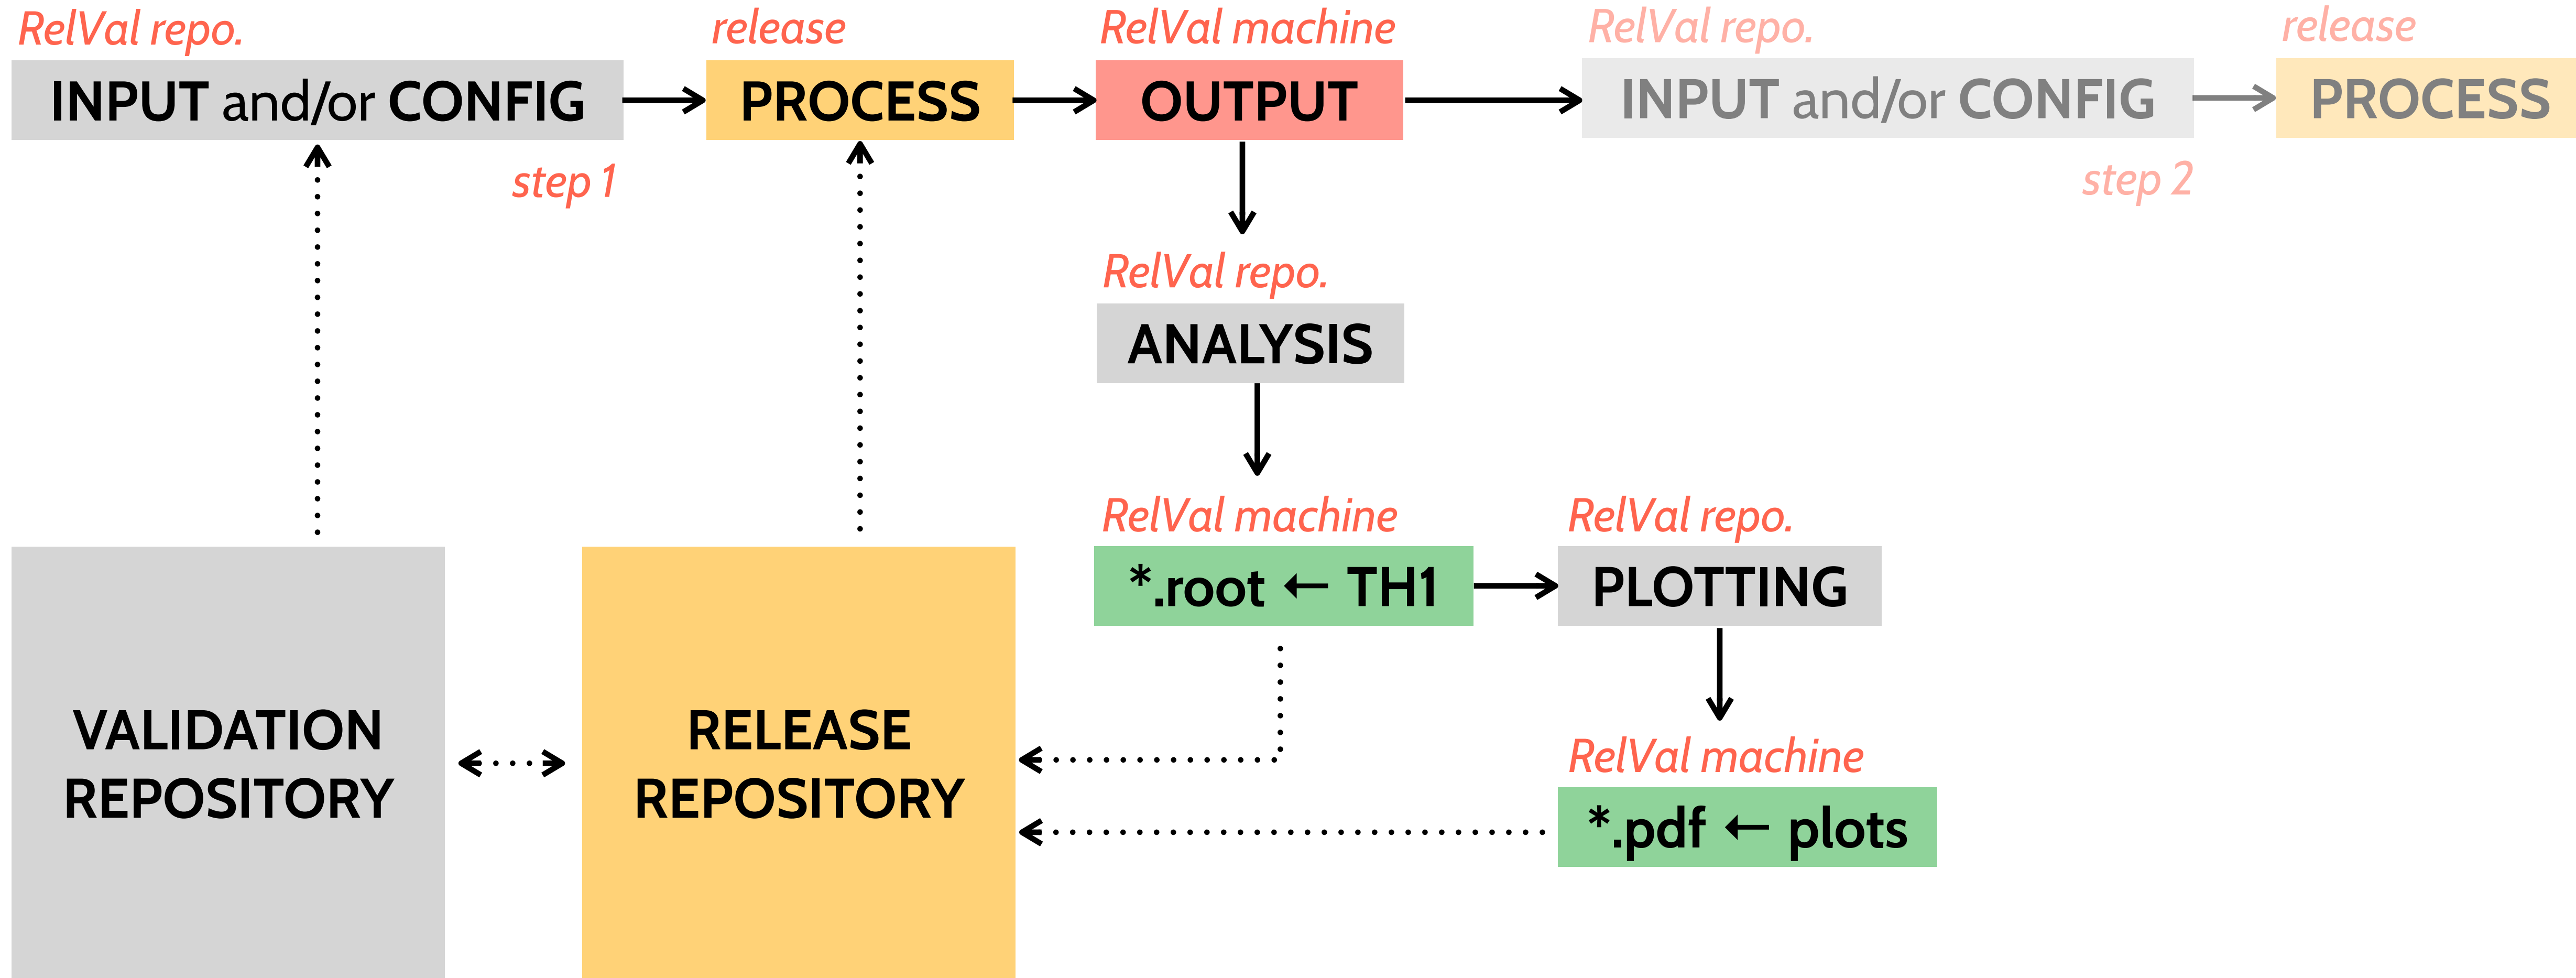 RelVal repo.
release
RelVal machine
RelVal repo.
release
INPUT and/or CONFIG
PROCESS
OUTPUT
INPUT and/or CONFIG
PROCESS
step 1
step 2
RelVal repo.
ANALYSIS
RelVal machine
RelVal repo.
*.root ← TH1
PLOTTING
VALIDATION
REPOSITORY
RELEASE
REPOSITORY
RelVal machine
*.pdf ← plots